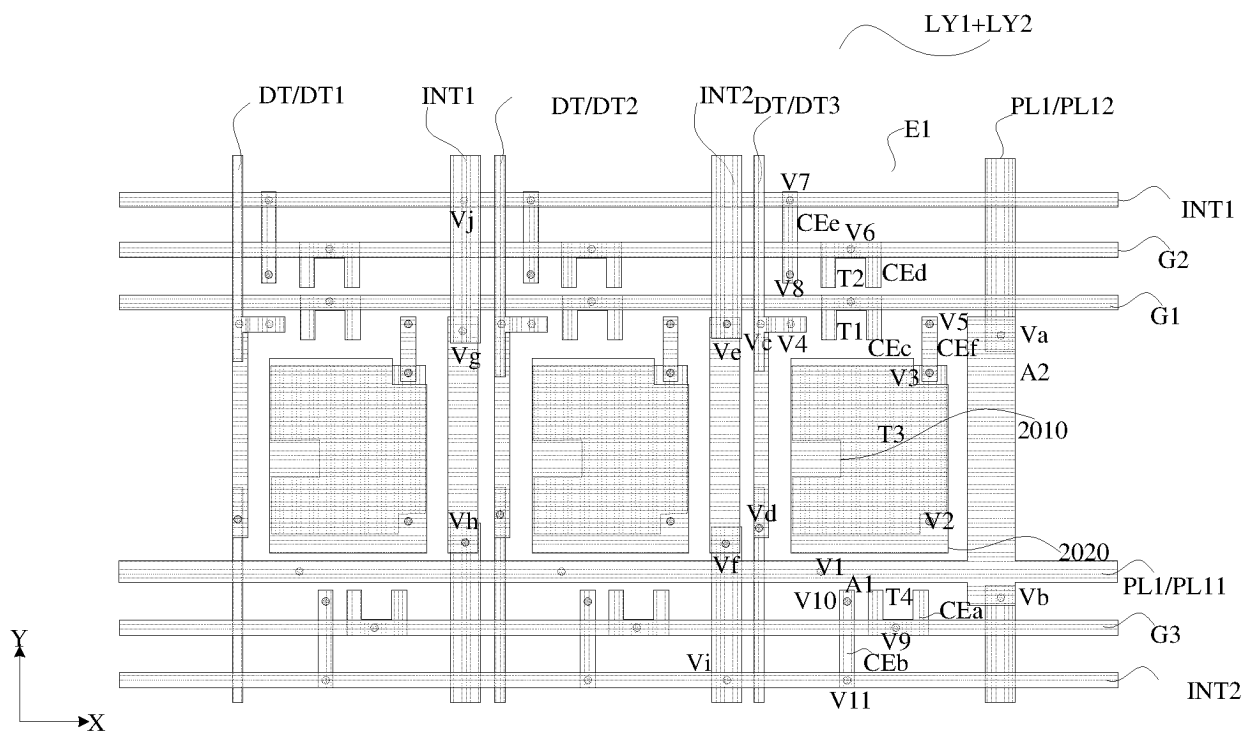 LY1+LY2
DT/DT1
INT1
DT/DT2
INT2
DT/DT3
E1
PL1/PL12
V7
INT1
Vj
CEe
V6
G2
T2
CEd
V8
G1
T1
V5
Va
Vg
Ve
Vc
V4
CEc
CEf
V3
A2
T3
2010
Vh
Vd
V2
Vf
2020
V1
A1
PL1/PL11
V10
T4
CEa
Vb
V9
G3
Vi
CEb
INT2
V11
Y
X